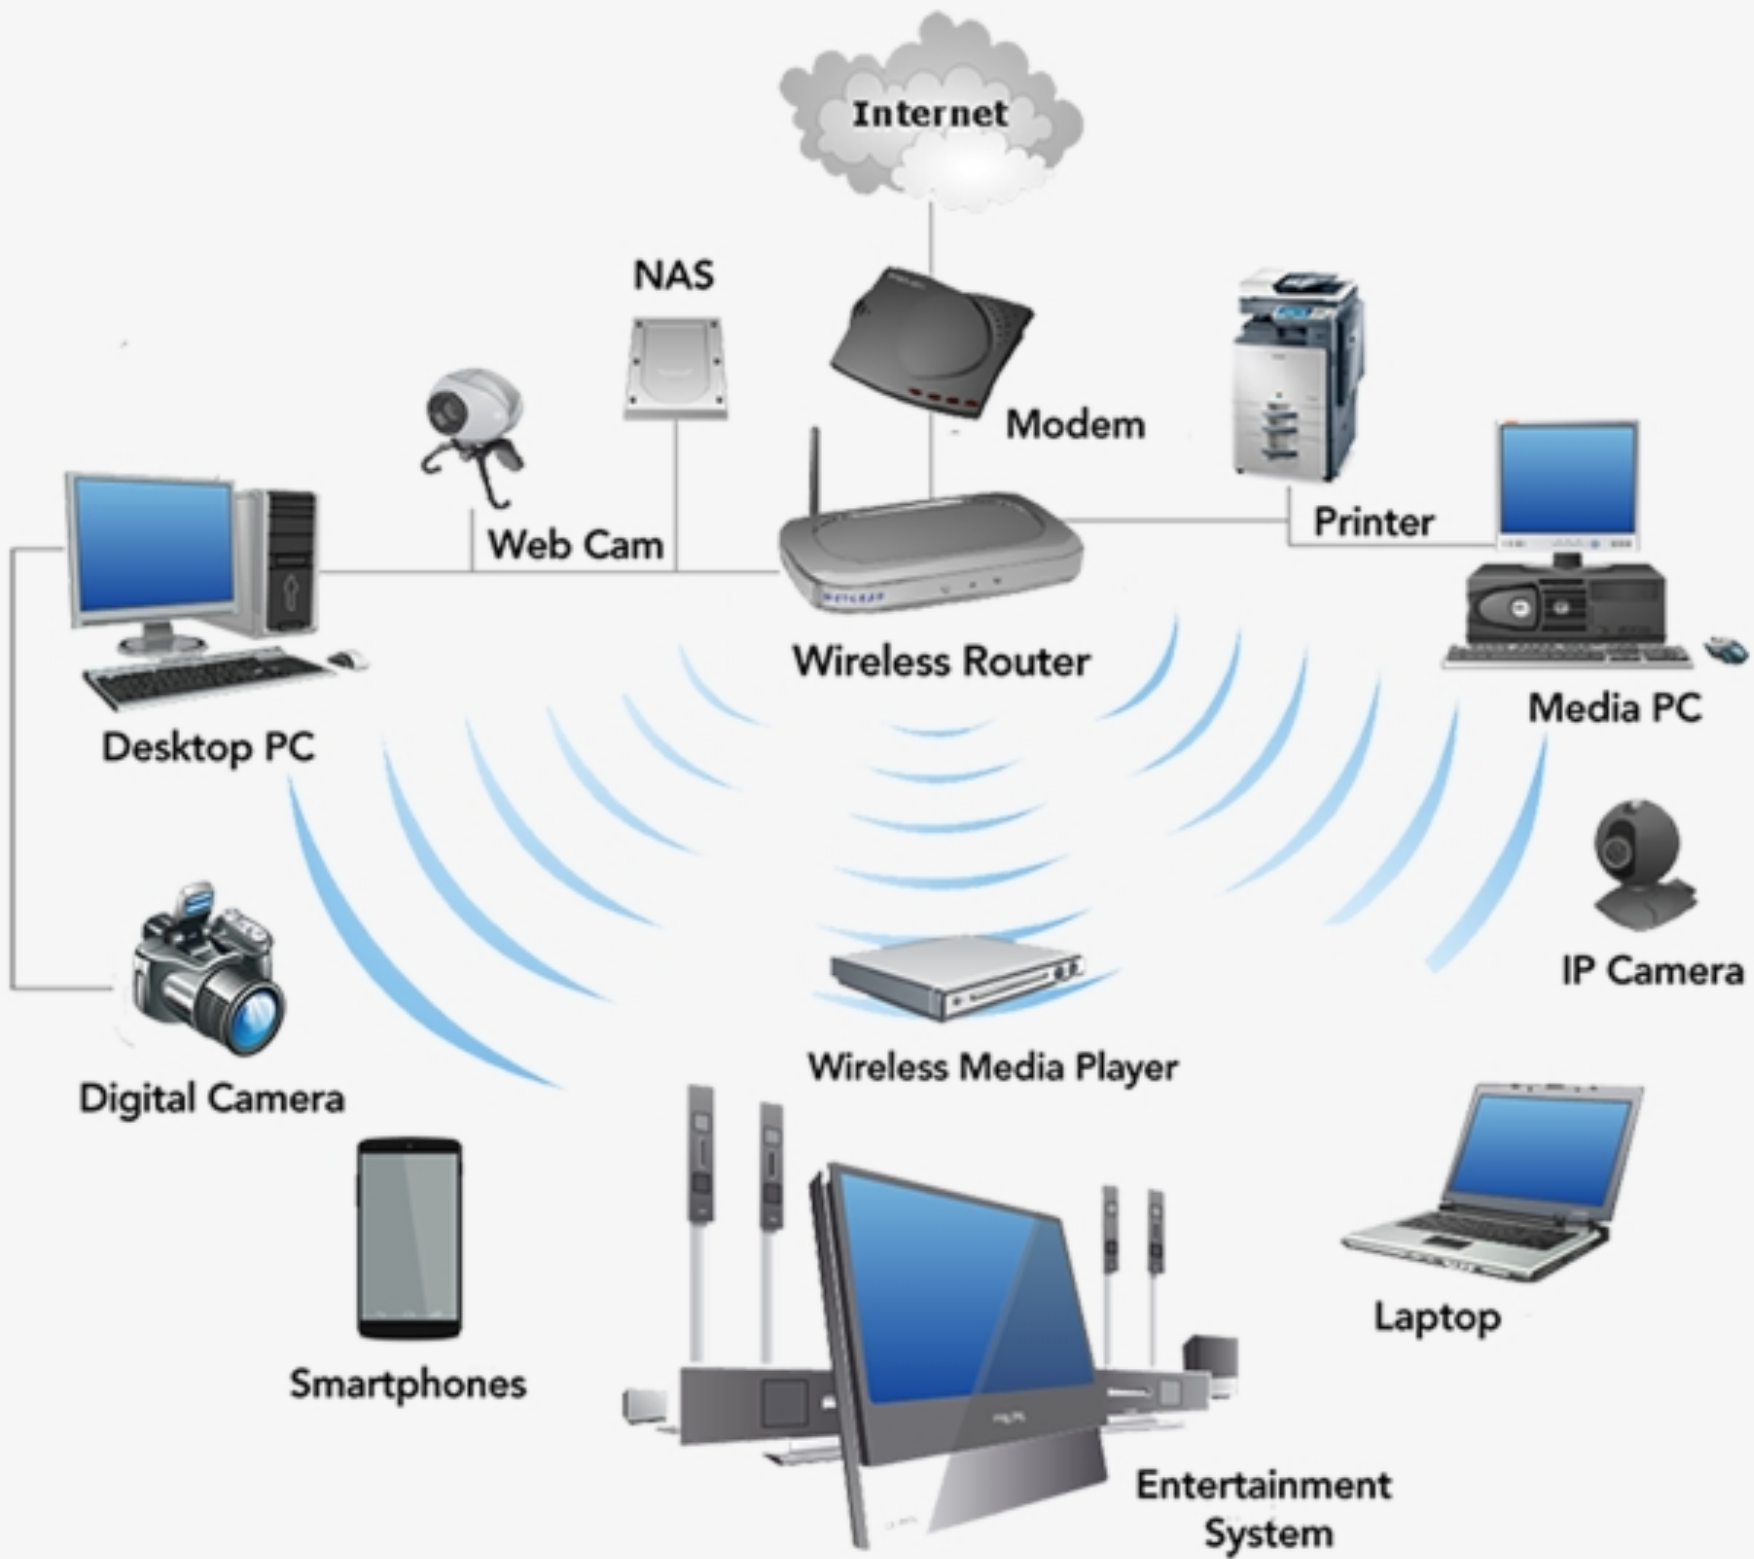 Internet
NAS
Modem
Web Cam
Printer
NETGEAR
Wireless Router
Desktop PC
Media PC
IP Camera
Wireless Media Player
Digital Camera
Laptop
Smartphones
Entertainment
System